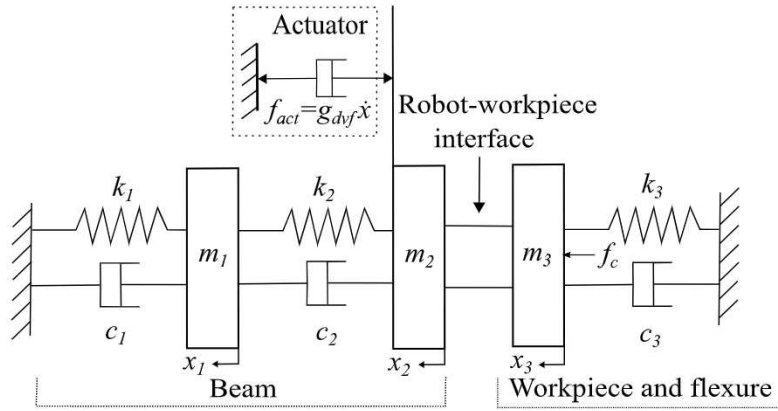 Actuator
f_act=g_dvf ẋ
Robot-workpiece
interface
k₁
k₂
k₃
m₁
m₂
m₃
f_c
c₁
c₂
c₃
x₁
x₂
x₃
Beam
Workpiece and flexure